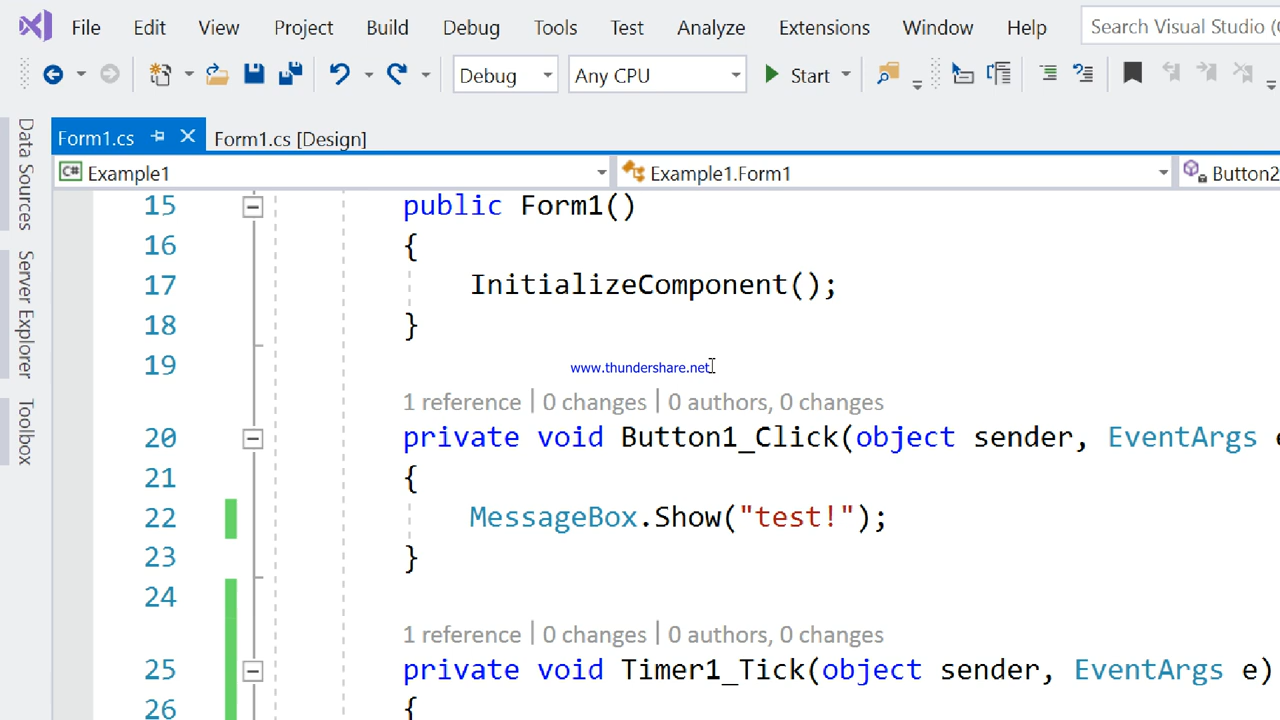 File Edit View Project Build Debug Tools Test Analyze Extensions Window Help Search Visual Studio (
Debug Any CPU Start
Form1.cs Form1.cs [Design]
C# Example1 Example1.Form1 Button2
Data Sources
Server Explorer
Toolbox
15 public Form1()
16 {
17 InitializeComponent();
18 }
19 www.thundershare.net
1 reference | 0 changes | 0 authors, 0 changes
20 private void Button1_Click(object sender, EventArgs e
21 {
22 MessageBox.Show("test!");
23 }
24
1 reference | 0 changes | 0 authors, 0 changes
25 private void Timer1_Tick(object sender, EventArgs e)
26 {